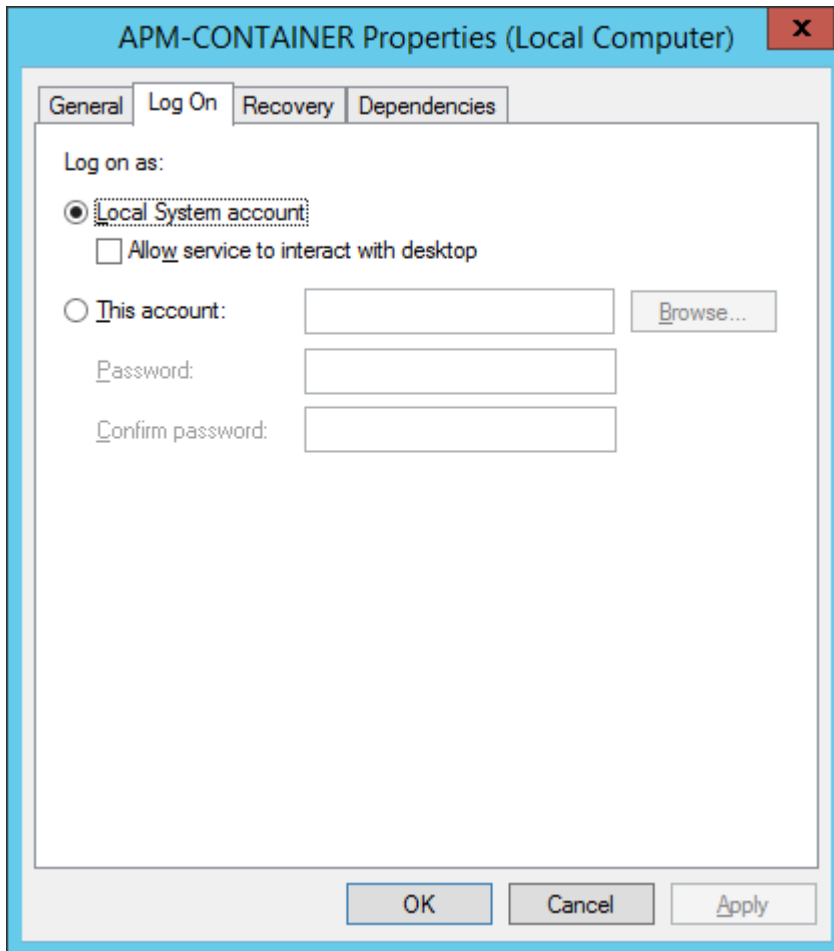 APM-CONTAINER Properties (Local Computer)
x
General Log On Recovery Dependencies
Log on as:
Local System account
Allow service to interact with desktop
This account:
Browse...
Password:
Confirm password:
OK Cancel Apply